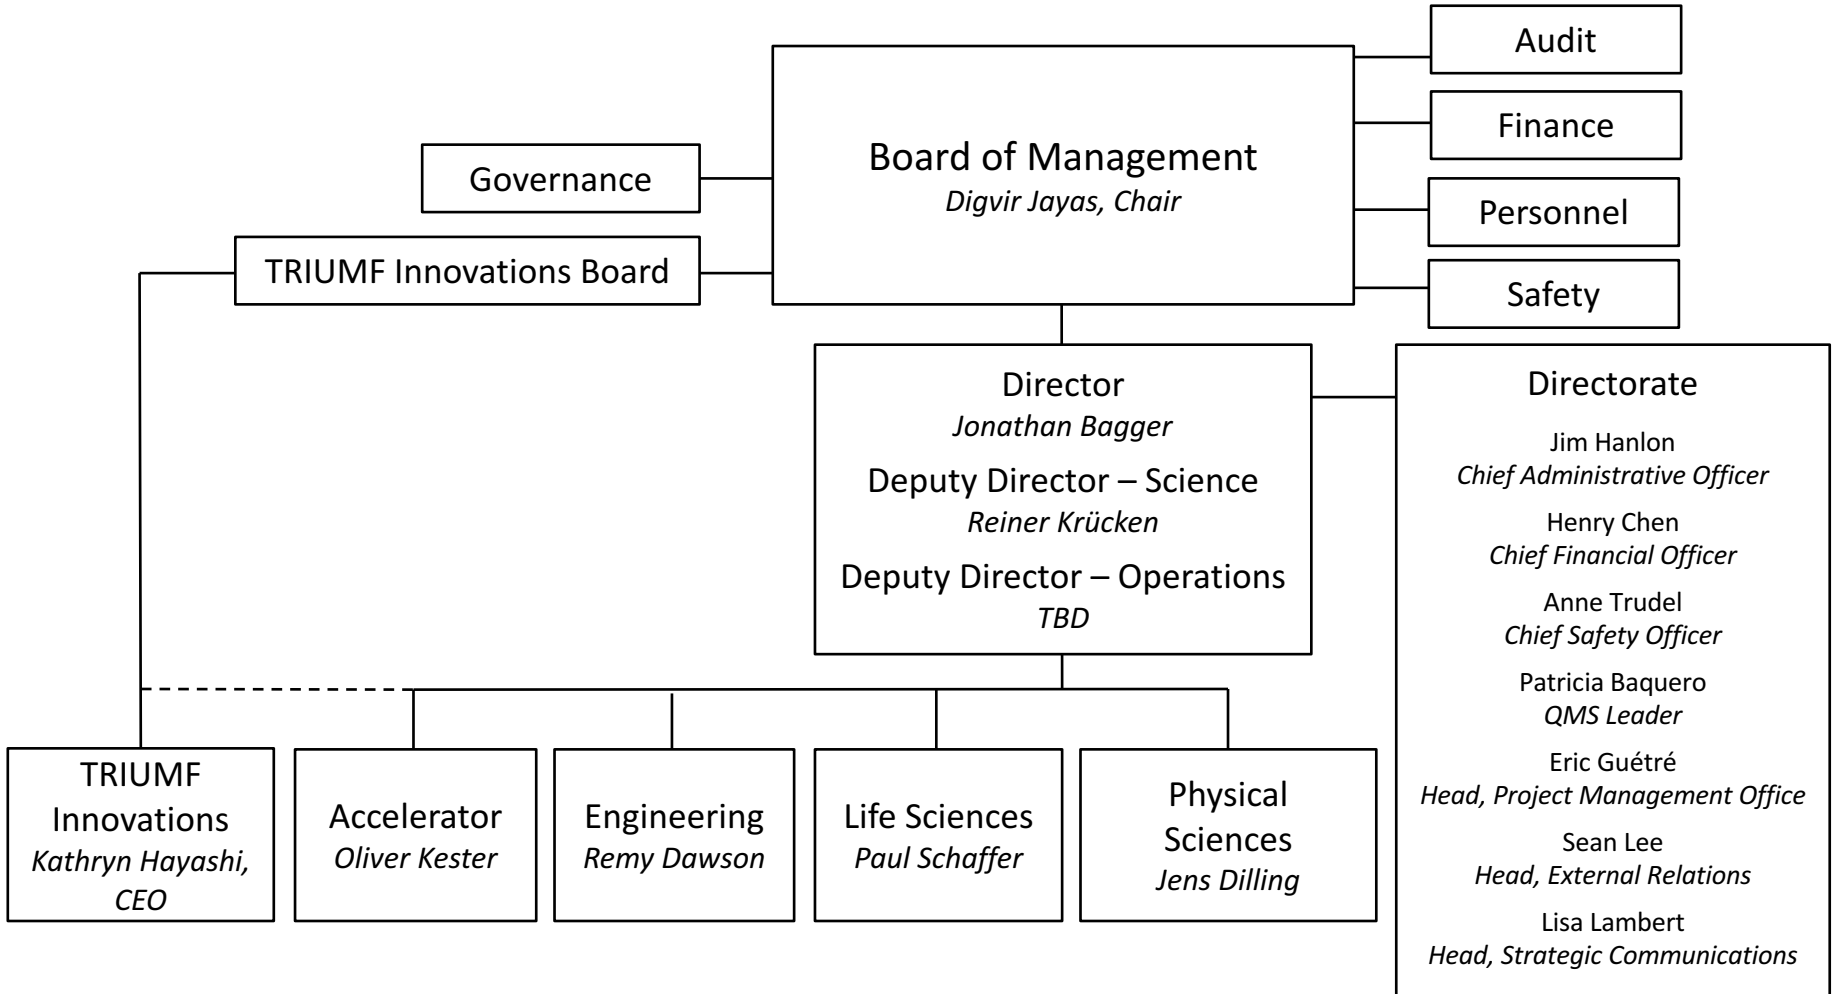 Audit
Finance
Board of Management
Digvir Jayas, Chair
Governance
Personnel
TRIUMF Innovations Board
Safety
Director
Jonathan Bagger
Deputy Director – Science
Reiner Krücken
Deputy Director – Operations
TBD
Directorate
Jim Hanlon
Chief Administrative Officer
Henry Chen
Chief Financial Officer
Anne Trudel
Chief Safety Officer
Patricia Baquero
QMS Leader
Eric Guétré
Head, Project Management Office
Sean Lee
Head, External Relations
Lisa Lambert
Head, Strategic Communications
TRIUMF
Innovations
Kathryn Hayashi,
CEO
Accelerator
Oliver Kester
Engineering
Remy Dawson
Life Sciences
Paul Schaffer
Physical
Sciences
Jens Dilling